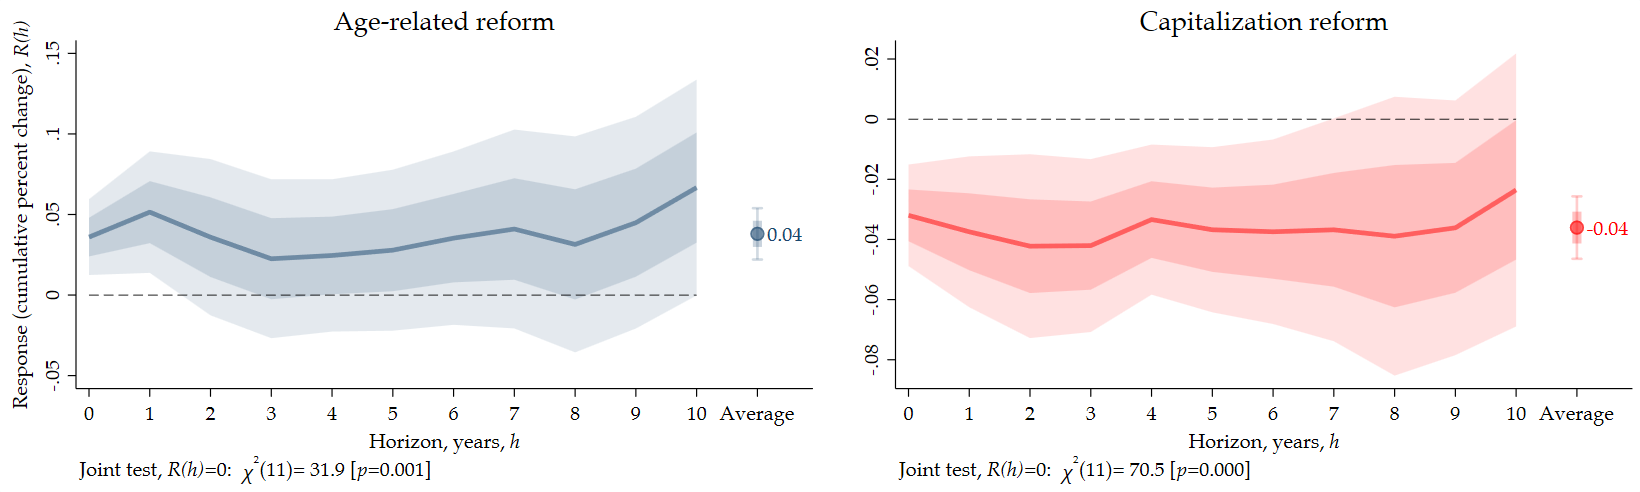 Age-related reform
Response (cumulative percent change), R(h)
.15
.1
.05
0
-.05
0 1 2 3 4 5 6 7 8 9 10 Average
0.04
Horizon, years, h
Joint test, R(h)=0: χ²(11)= 31.9 [p=0.001]
Capitalization reform
.02
0
-.02
-.04
-.06
-.08
0 1 2 3 4 5 6 7 8 9 10 Average
-0.04
Horizon, years, h
Joint test, R(h)=0: χ²(11)= 70.5 [p=0.000]